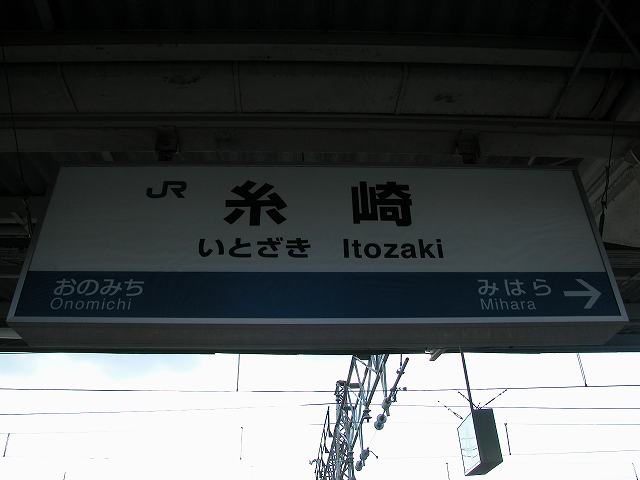 JR 糸崎
いとざき Itozaki
おのみち みはら →
Onomichi Mihara